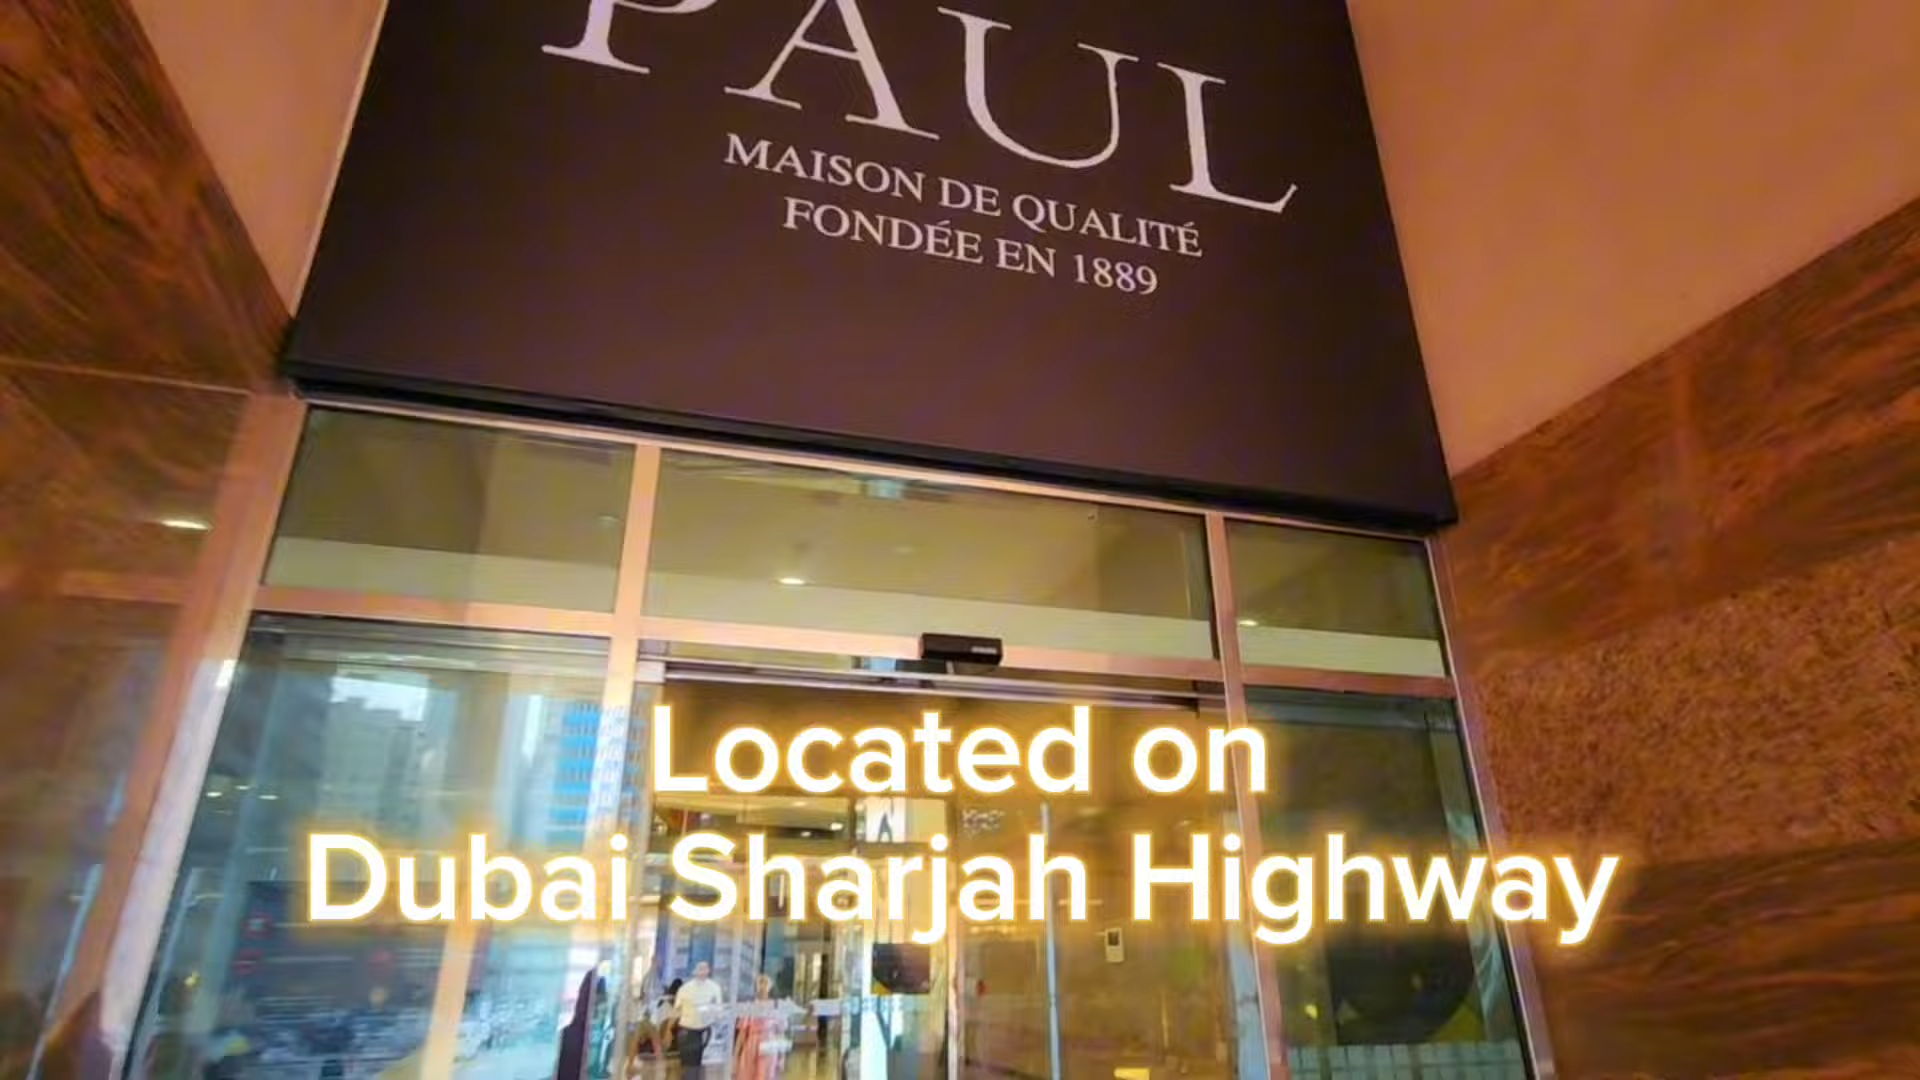 PAUL
MAISON DE QUALITÉ
FONDÉE EN 1889
Located on
Dubai Sharjah Highway